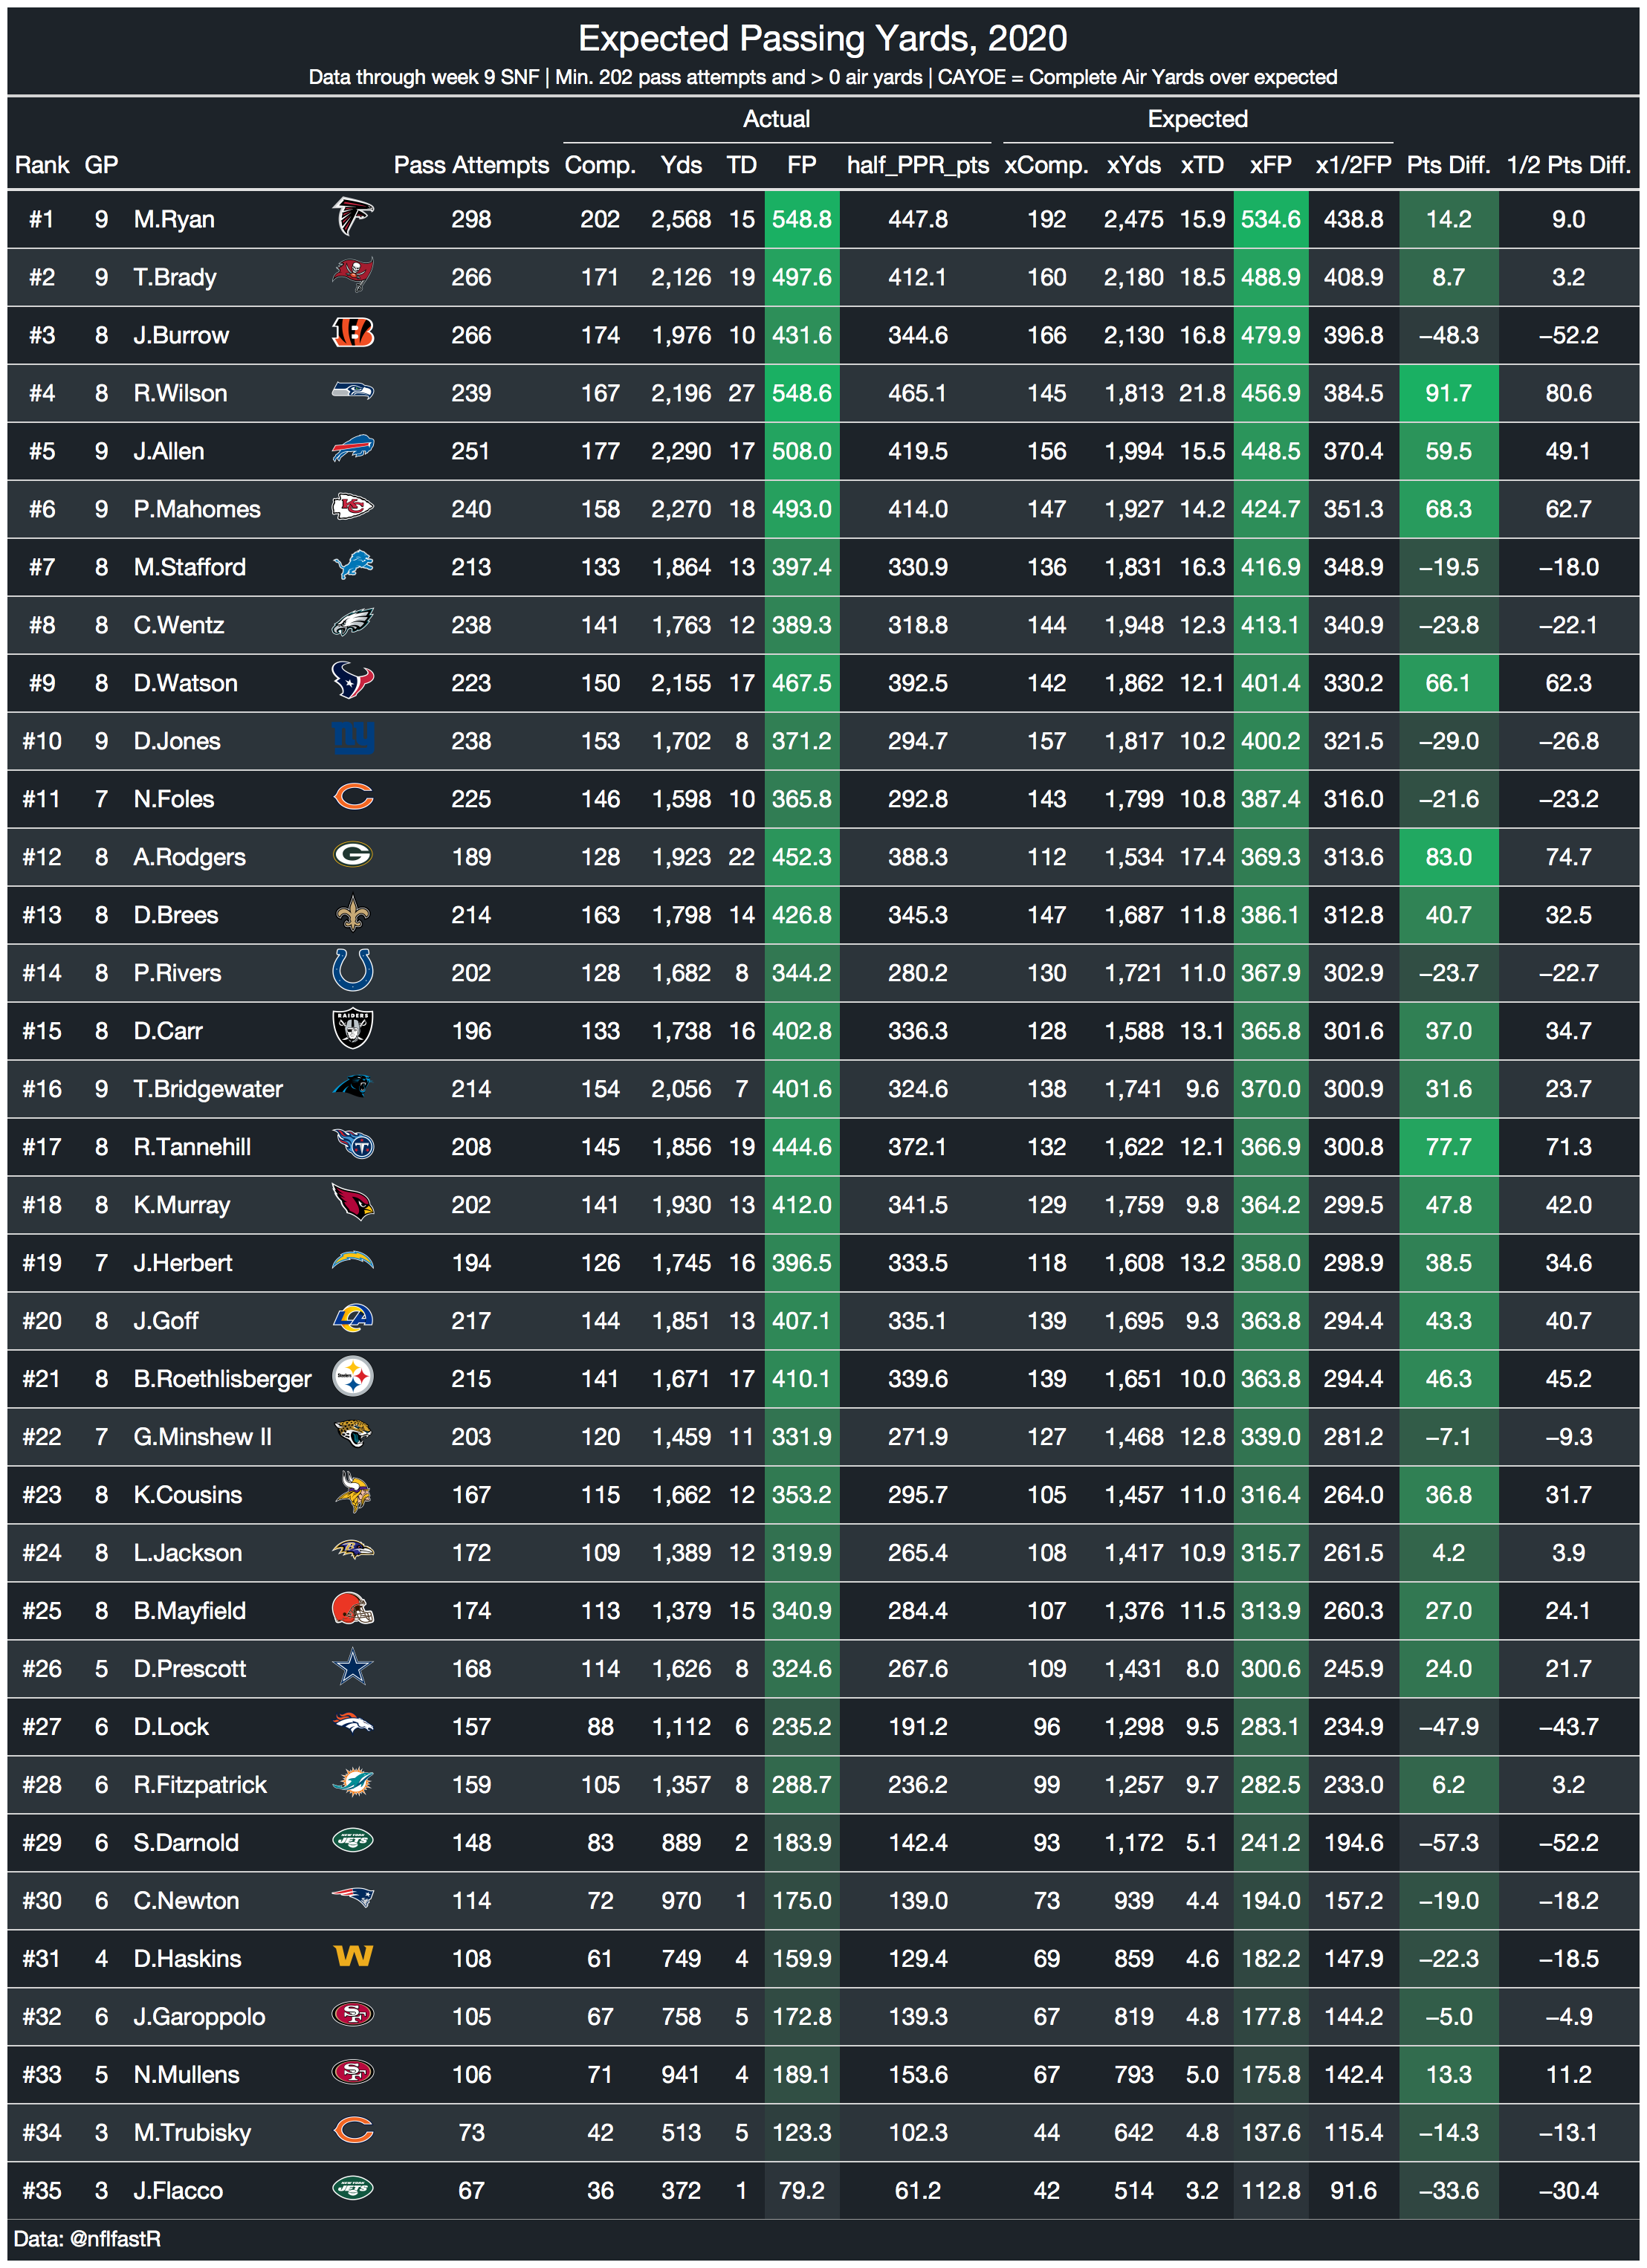 Expected Passing Yards, 2020
Data through week 9 SNF | Min. 202 pass attempts and > 0 air yards | CAYOE = Complete Air Yards over expected
Actual Expected
Rank GP Pass Attempts Comp. Yds TD FP half_PPR_pts xComp. xYds xTD xFP x1/2FP Pts Diff. 1/2 Pts Diff.
#1 9 M.Ryan 298 202 2,568 15 548.8 447.8 192 2,475 15.9 534.6 438.8 14.2 9.0
#2 9 T.Brady 266 171 2,126 19 497.6 412.1 160 2,180 18.5 488.9 408.9 8.7 3.2
#3 8 J.Burrow 266 174 1,976 10 431.6 344.6 166 2,130 16.8 479.9 396.8 −48.3 −52.2
#4 8 R.Wilson 239 167 2,196 27 548.6 465.1 145 1,813 21.8 456.9 384.5 91.7 80.6
#5 9 J.Allen 251 177 2,290 17 508.0 419.5 156 1,994 15.5 448.5 370.4 59.5 49.1
#6 9 P.Mahomes 240 158 2,270 18 493.0 414.0 147 1,927 14.2 424.7 351.3 68.3 62.7
#7 8 M.Stafford 213 133 1,864 13 397.4 330.9 136 1,831 16.3 416.9 348.9 −19.5 −18.0
#8 8 C.Wentz 238 141 1,763 12 389.3 318.8 144 1,948 12.3 413.1 340.9 −23.8 −22.1
#9 8 D.Watson 223 150 2,155 17 467.5 392.5 142 1,862 12.1 401.4 330.2 66.1 62.3
#10 9 D.Jones NY 238 153 1,702 8 371.2 294.7 157 1,817 10.2 400.2 321.5 −29.0 −26.8
#11 7 N.Foles 225 146 1,598 10 365.8 292.8 143 1,799 10.8 387.4 316.0 −21.6 −23.2
#12 8 A.Rodgers G 189 128 1,923 22 452.3 388.3 112 1,534 17.4 369.3 313.6 83.0 74.7
#13 8 D.Brees 214 163 1,798 14 426.8 345.3 147 1,687 11.8 386.1 312.8 40.7 32.5
#14 8 P.Rivers 202 128 1,682 8 344.2 280.2 130 1,721 11.0 367.9 302.9 −23.7 −22.7
#15 8 D.Carr RAIDERS 196 133 1,738 16 402.8 336.3 128 1,588 13.1 365.8 301.6 37.0 34.7
#16 9 T.Bridgewater 214 154 2,056 7 401.6 324.6 138 1,741 9.6 370.0 300.9 31.6 23.7
#17 8 R.Tannehill T 208 145 1,856 19 444.6 372.1 132 1,622 12.1 366.9 300.8 77.7 71.3
#18 8 K.Murray 202 141 1,930 13 412.0 341.5 129 1,759 9.8 364.2 299.5 47.8 42.0
#19 7 J.Herbert 194 126 1,745 16 396.5 333.5 118 1,608 13.2 358.0 298.9 38.5 34.6
#20 8 J.Goff LA 217 144 1,851 13 407.1 335.1 139 1,695 9.3 363.8 294.4 43.3 40.7
#21 8 B.Roethlisberger Steelers 215 141 1,671 17 410.1 339.6 139 1,651 10.0 363.8 294.4 46.3 45.2
#22 7 G.Minshew II 203 120 1,459 11 331.9 271.9 127 1,468 12.8 339.0 281.2 −7.1 −9.3
#23 8 K.Cousins 167 115 1,662 12 353.2 295.7 105 1,457 11.0 316.4 264.0 36.8 31.7
#24 8 L.Jackson 172 109 1,389 12 319.9 265.4 108 1,417 10.9 315.7 261.5 4.2 3.9
#25 8 B.Mayfield 174 113 1,379 15 340.9 284.4 107 1,376 11.5 313.9 260.3 27.0 24.1
#26 5 D.Prescott 168 114 1,626 8 324.6 267.6 109 1,431 8.0 300.6 245.9 24.0 21.7
#27 6 D.Lock 157 88 1,112 6 235.2 191.2 96 1,298 9.5 283.1 234.9 −47.9 −43.7
#28 6 R.Fitzpatrick 159 105 1,357 8 288.7 236.2 99 1,257 9.7 282.5 233.0 6.2 3.2
#29 6 S.Darnold JETS 148 83 889 2 183.9 142.4 93 1,172 5.1 241.2 194.6 −57.3 −52.2
#30 6 C.Newton 114 72 970 1 175.0 139.0 73 939 4.4 194.0 157.2 −19.0 −18.2
#31 4 D.Haskins W 108 61 749 4 159.9 129.4 69 859 4.6 182.2 147.9 −22.3 −18.5
#32 6 J.Garoppolo SF 105 67 758 5 172.8 139.3 67 819 4.8 177.8 144.2 −5.0 −4.9
#33 5 N.Mullens SF 106 71 941 4 189.1 153.6 67 793 5.0 175.8 142.4 13.3 11.2
#34 3 M.Trubisky 73 42 513 5 123.3 102.3 44 642 4.8 137.6 115.4 −14.3 −13.1
#35 3 J.Flacco JETS 67 36 372 1 79.2 61.2 42 514 3.2 112.8 91.6 −33.6 −30.4
Data: @nflfastR